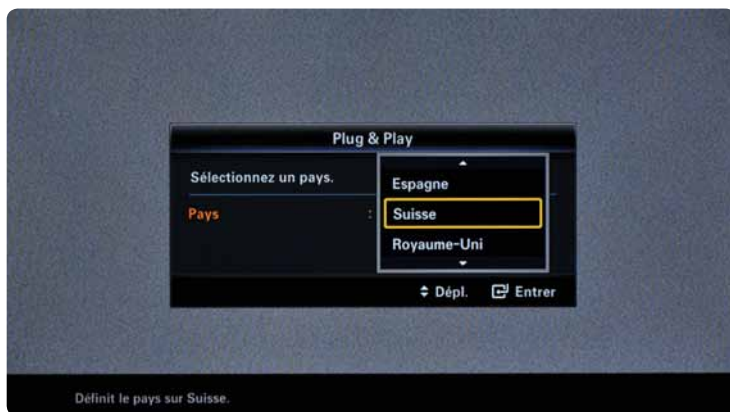 Plug & Play
Sélectionnez un pays.
Pays :
Espagne
Suisse
Royaume-Uni
Dépl. Entrer
Définit le pays sur Suisse.